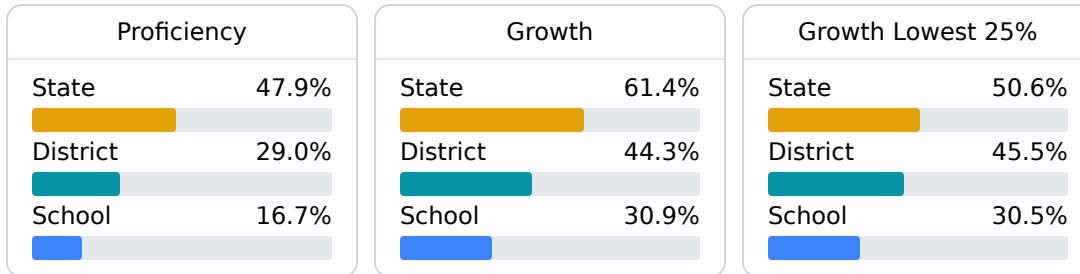 Proficiency
State 47.9%
District 29.0%
School 16.7%
Growth
State 61.4%
District 44.3%
School 30.9%
Growth Lowest 25%
State 50.6%
District 45.5%
School 30.5%